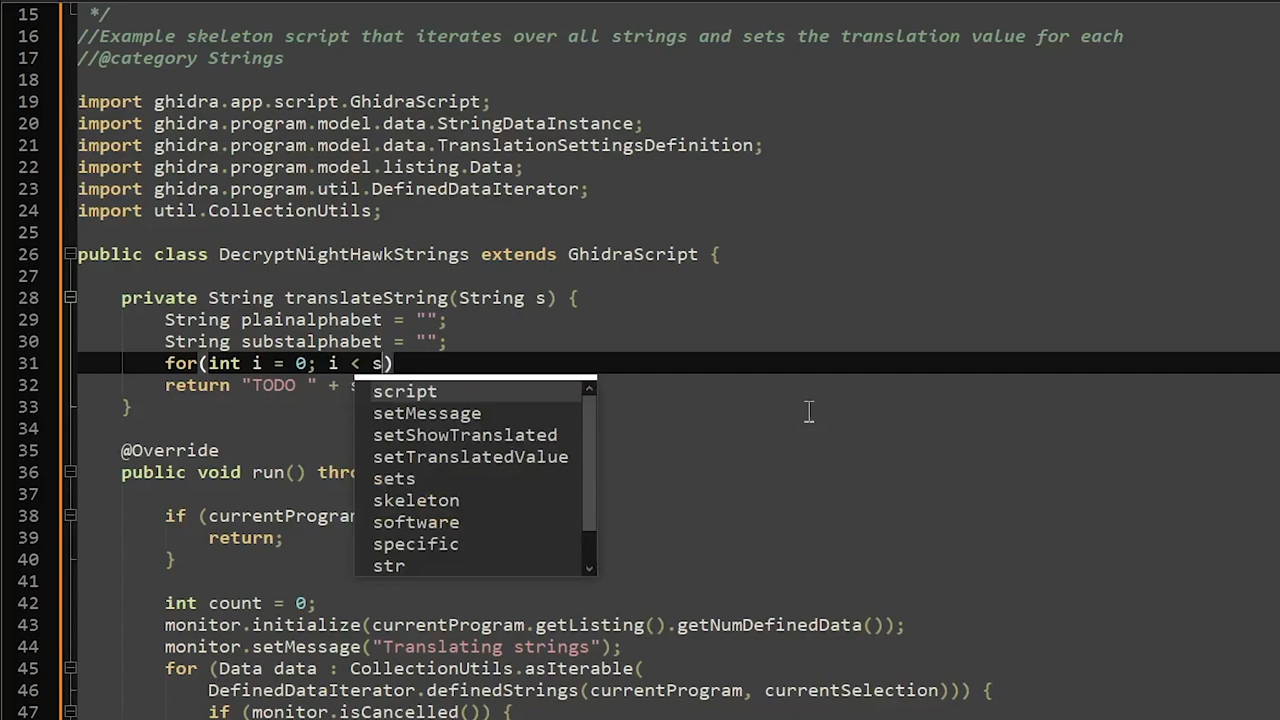 15 */
16 //Example skeleton script that iterates over all strings and sets the translation value for each
17 //@category Strings
18
19 import ghidra.app.script.GhidraScript;
20 import ghidra.program.model.data.StringDataInstance;
21 import ghidra.program.model.data.TranslationSettingsDefinition;
22 import ghidra.program.model.listing.Data;
23 import ghidra.program.util.DefinedDataIterator;
24 import util.CollectionUtils;
25
26 public class DecryptNightHawkStrings extends GhidraScript {
27
28 private String translateString(String s) {
29 String plainalphabet = "";
30 String substalphabet = "";
31 for(int i = 0; i < s)
32 return "TODO " + s
script
33 }
setMessage
34
setShowTranslated
35 @Override
setTranslatedValue
36 public void run() thro
sets
37
skeleton
38 if (currentProgram
software
39 return;
specific
40 }
str
41
42 int count = 0;
43 monitor.initialize(currentProgram.getListing().getNumDefinedData());
44 monitor.setMessage("Translating strings");
45 for (Data data : CollectionUtils.asIterable(
46 DefinedDataIterator.definedStrings(currentProgram, currentSelection))) {
47 if (monitor.isCancelled()) {